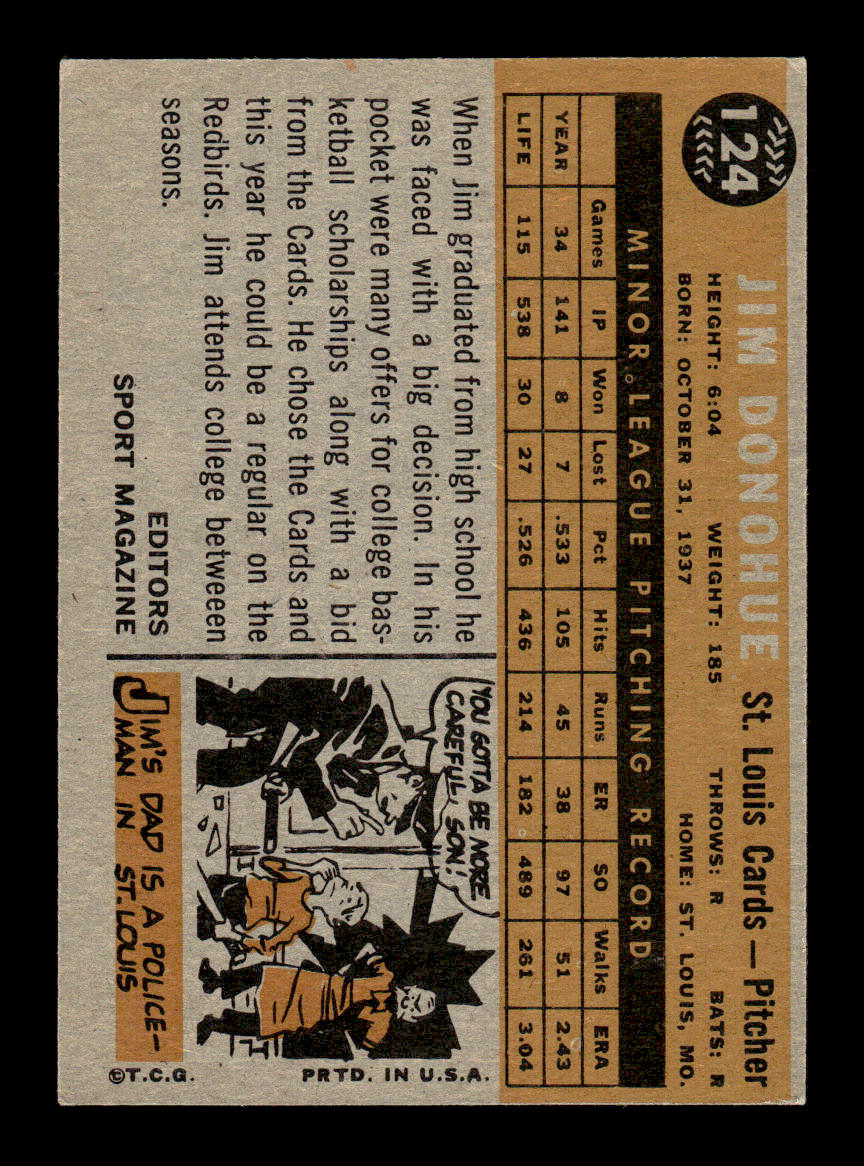 124
JIM DONOHUE St. Louis Cards — Pitcher
HEIGHT: 6:04 WEIGHT: 185 THROWS: R BATS: R
BORN: OCTOBER 31, 1937 HOME: ST. LOUIS, MO.
MINOR LEAGUE PITCHING RECORD
Games IP Won Lost Pct Hits Runs ER SO Walks ERA
YEAR 34 141 8 7 .533 105 45 38 97 51 2.43
LIFE 115 538 30 27 .526 436 214 182 489 261 3.04
When Jim graduated from high school he
was faced with a big decision. In his
pocket were many offers for college bas-
ketball scholarships along with a bid
from the Cards. He chose the Cards and
this year he could be a regular on the
Redbirds. Jim attends college betweeen
seasons.
EDITORS
SPORT MAGAZINE
YOU GOTTA BE MORE
CAREFUL, SON!
JIM'S DAD IS A POLICE-
MAN IN ST. LOUIS
©T.C.G. PRTD. IN U.S.A.